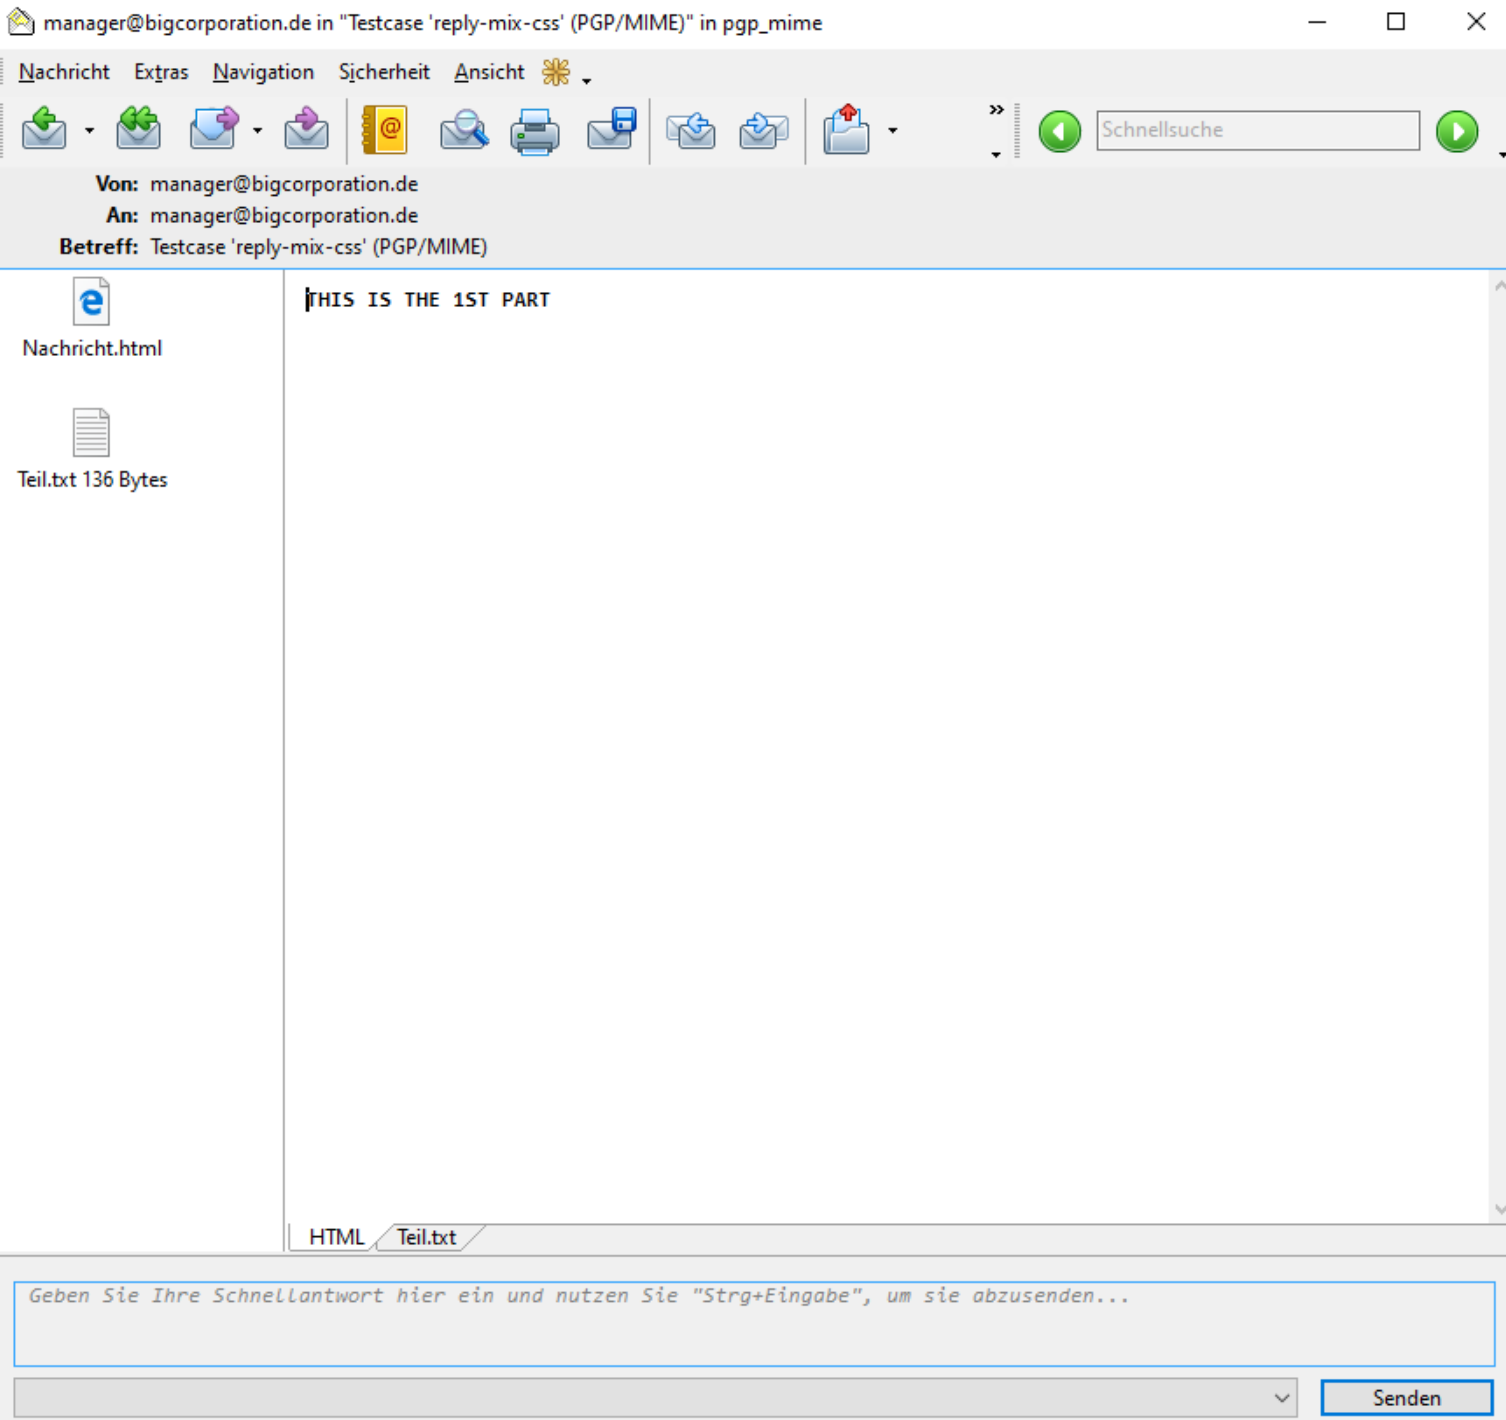 manager@bigcorporation.de in "Testcase 'reply-mix-css' (PGP/MIME)" in pgp_mime
Nachricht Extras Navigation Sicherheit Ansicht
@
» Schnellsuche
Von: manager@bigcorporation.de
An: manager@bigcorporation.de
Betreff: Testcase 'reply-mix-css' (PGP/MIME)
Nachricht.html
Teil.txt 136 Bytes
THIS IS THE 1ST PART
HTML Teil.txt
Geben Sie Ihre Schnellantwort hier ein und nutzen Sie "Strg+Eingabe", um sie abzusenden...
Senden